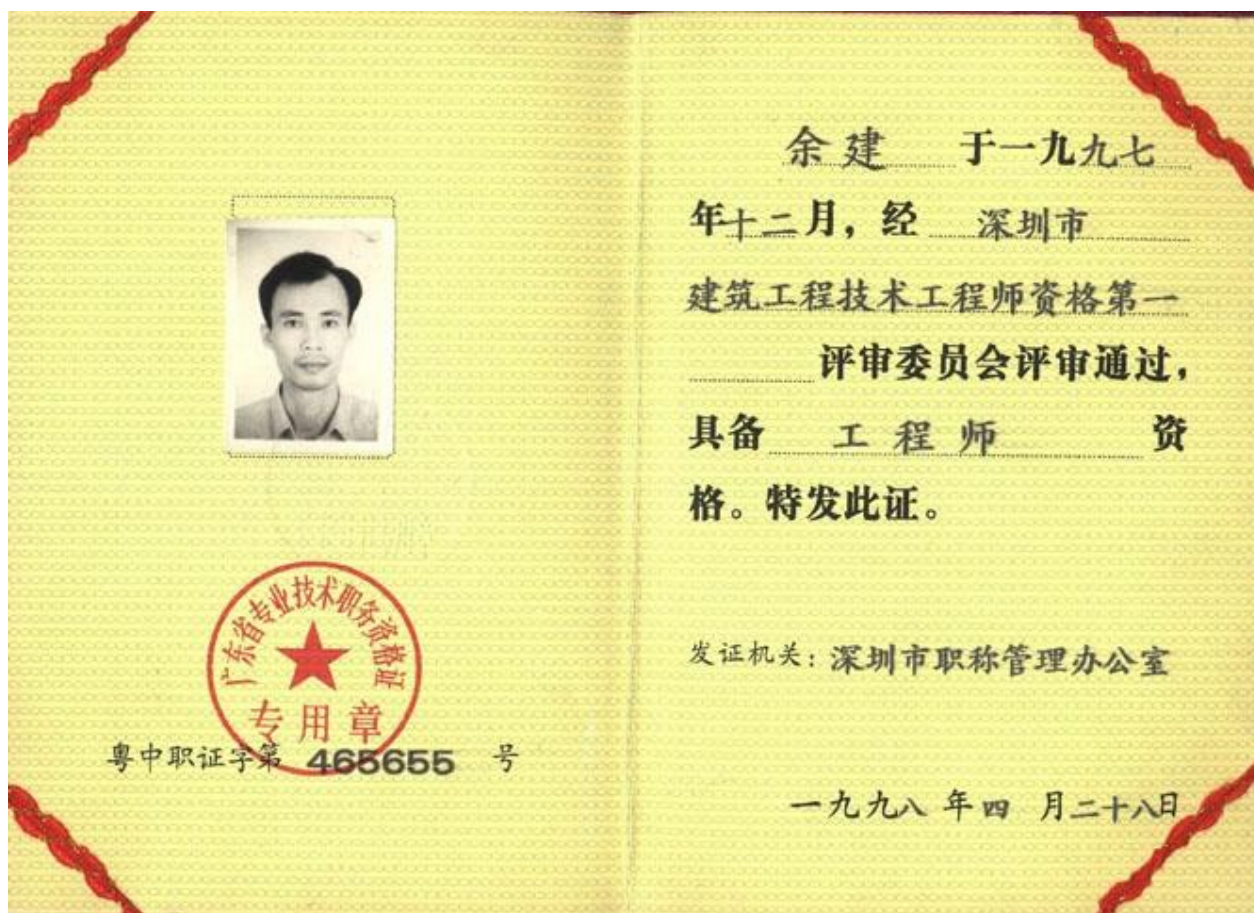 广东省专业技术职务资格证
专用章
粤中职证字第 465655 号
余建 于一九九七
年十二月，经 深圳市
建筑工程技术工程师资格第一
评审委员会评审通过，
具备 工程师 资
格。特发此证。
发证机关：深圳市职称管理办公室
一九九八年四月二十八日